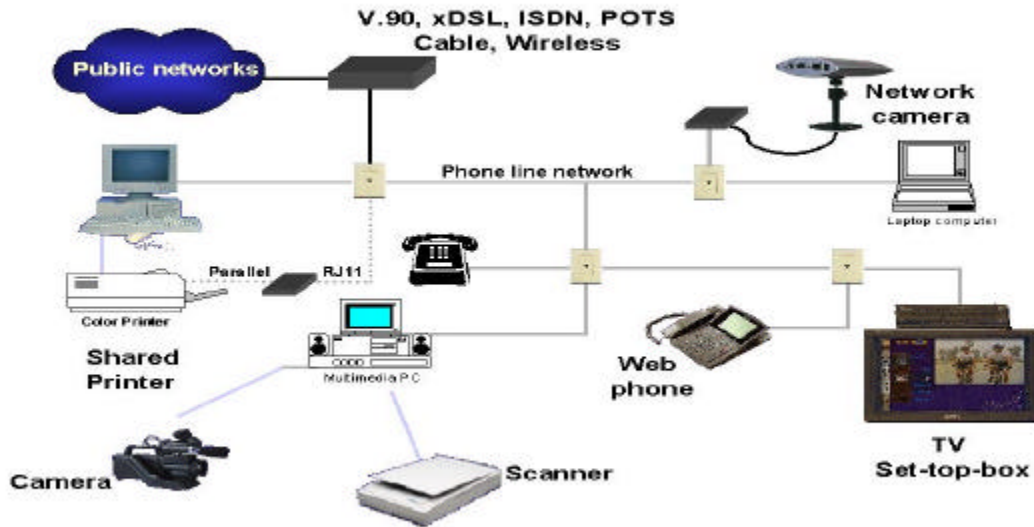 V.90, xDSL, ISDN, POTS
Cable, Wireless
Public networks
Network
camera
Phone line network
Laptop computer
Parallel
RJ11
Color Printer
Shared
Printer
Multimedia PC
Web
phone
Camera
Scanner
TV
Set-top-box